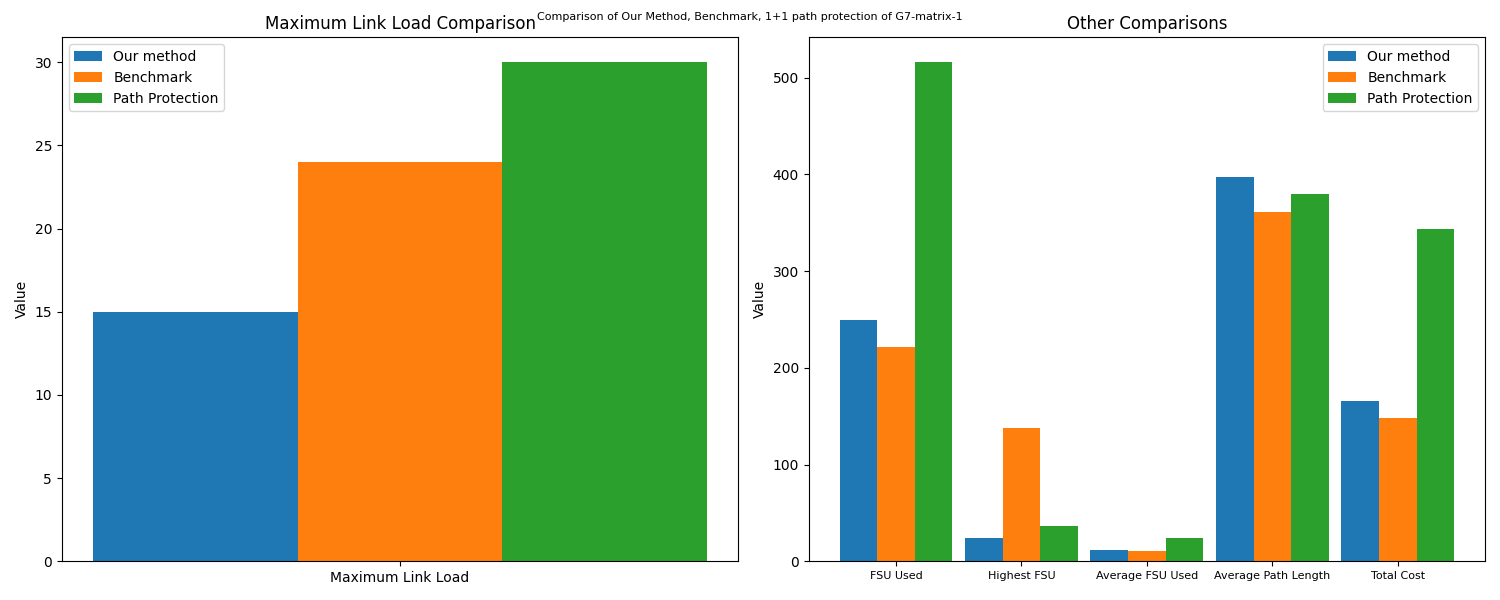 Comparison of Our Method, Benchmark, 1+1 path protection of G7-matrix-1
Maximum Link Load Comparison
Our method
Benchmark
Path Protection
Value
30
25
20
15
10
5
0
Maximum Link Load
Other Comparisons
Our method
Benchmark
Path Protection
Value
500
400
300
200
100
0
FSU Used
Highest FSU
Average FSU Used
Average Path Length
Total Cost